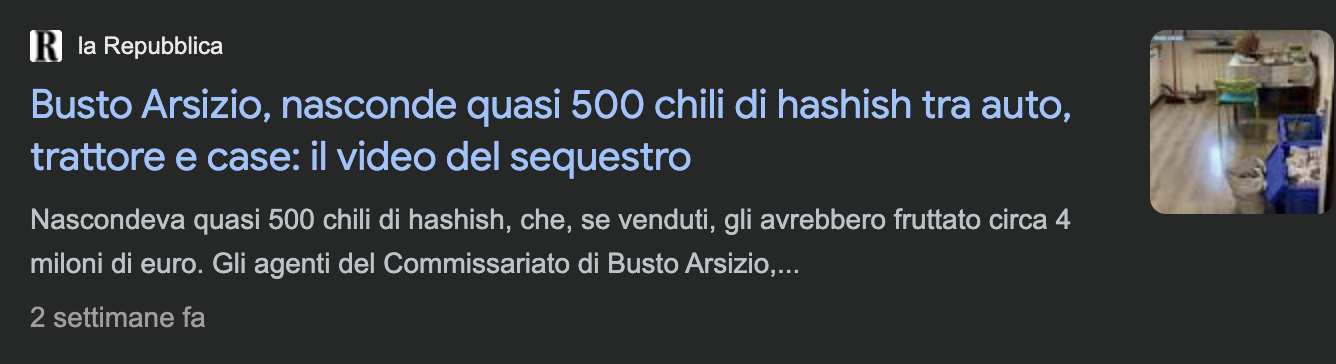 R la Repubblica
Busto Arsizio, nasconde quasi 500 chili di hashish tra auto,
trattore e case: il video del sequestro
Nascondeva quasi 500 chili di hashish, che, se venduti, gli avrebbero fruttato circa 4
miloni di euro. Gli agenti del Commissariato di Busto Arsizio,...
2 settimane fa